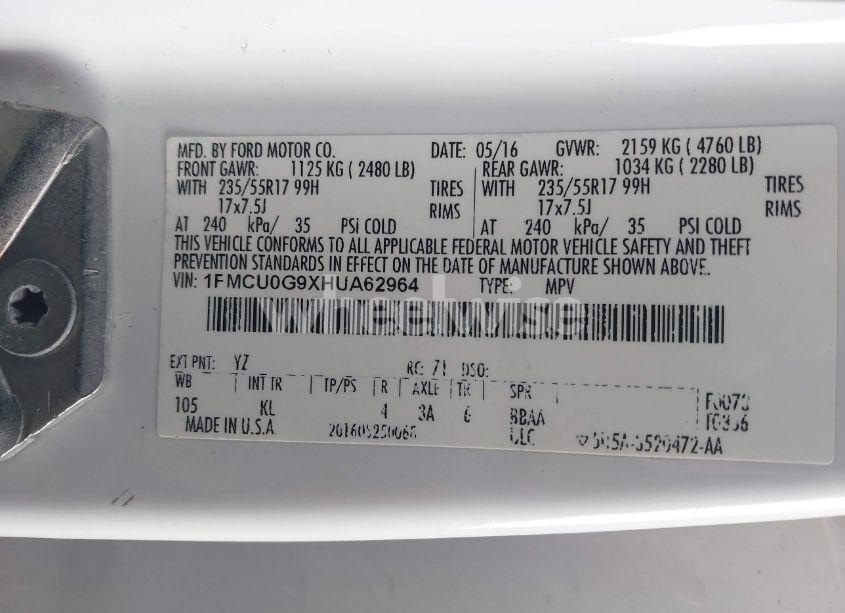 MFD. BY FORD MOTOR CO. DATE: 05/16 GVWR: 2159 KG ( 4760 LB)
FRONT GAWR: 1125 KG ( 2480 LB) REAR GAWR: 1034 KG ( 2280 LB)
WITH 235/55R17 99H TIRES WITH 235/55R17 99H TIRES
17x7.5J RIMS 17x7.5J RIMS
AT 240 kPa/ 35 PSi COLD AT 240 kPa/ 35 PSi COLD
THIS VEHICLE CONFORMS TO ALL APPLICABLE FEDERAL MOTOR VEHICLE SAFETY AND THEFT
PREVENTION STANDARDS IN EFFECT ON THE DATE OF MANUFACTURE SHOWN ABOVE.
VIN: 1FMCU0G9XHUA62964 TYPE: MPV
wheelwise
EXT PNT: YZ RC: 71 DSO:
WB INT TR TP/PS R AXLE TR SPR
105 KL 4 3A 6 BBAA
MADE IN U.S.A.